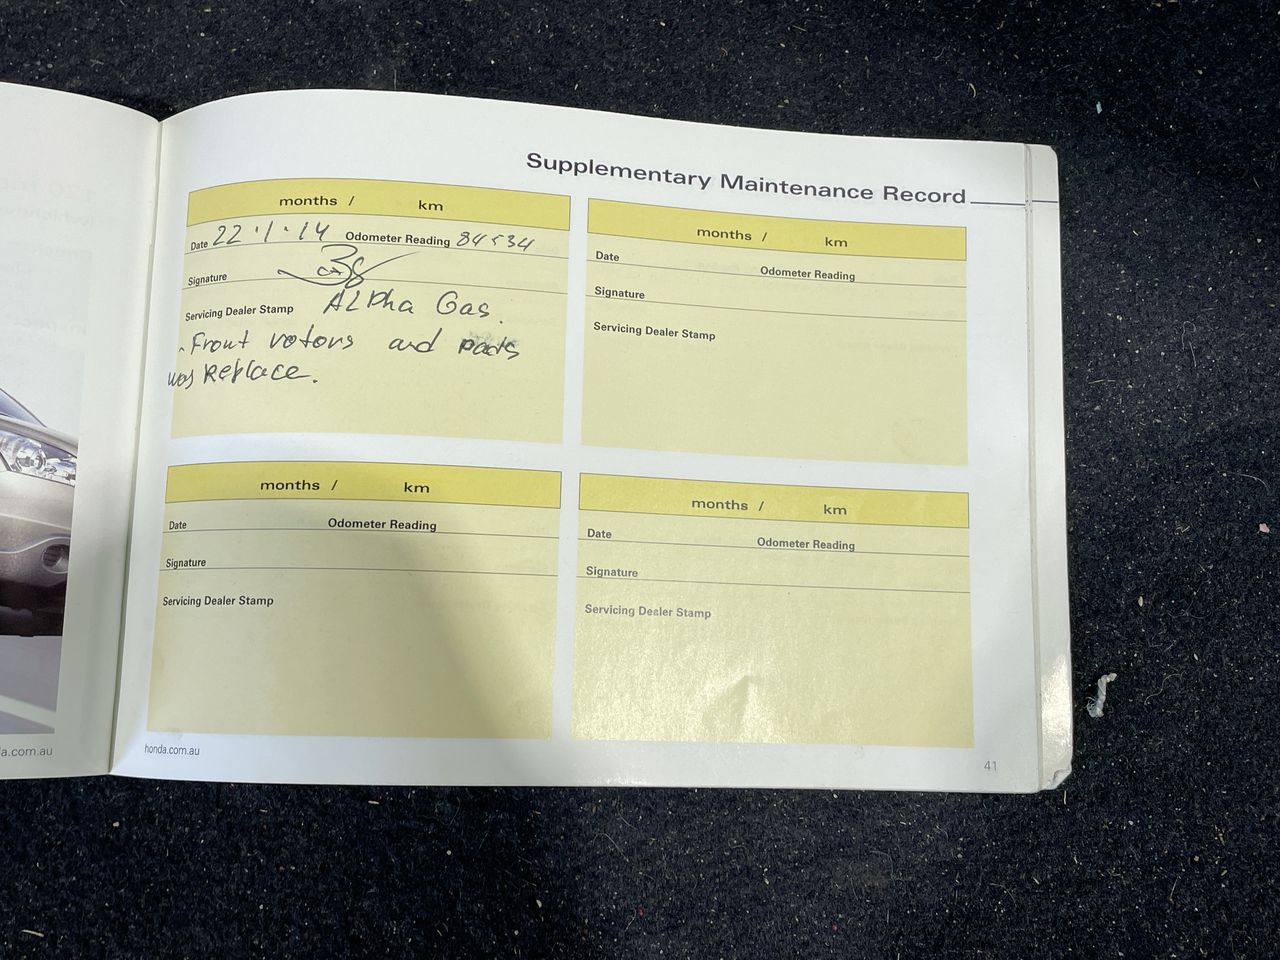 Supplementary Maintenance Record
months / km
Date 22.1.14 Odometer Reading 84534
Signature
Servicing Dealer Stamp Alpha Gas.
Front rotors and pads
was Replace.
months / km
Date Odometer Reading
Signature
Servicing Dealer Stamp
months / km
Date Odometer Reading
Signature
Servicing Dealer Stamp
months / km
Date Odometer Reading
Signature
Servicing Dealer Stamp
a.com.au
honda.com.au
41